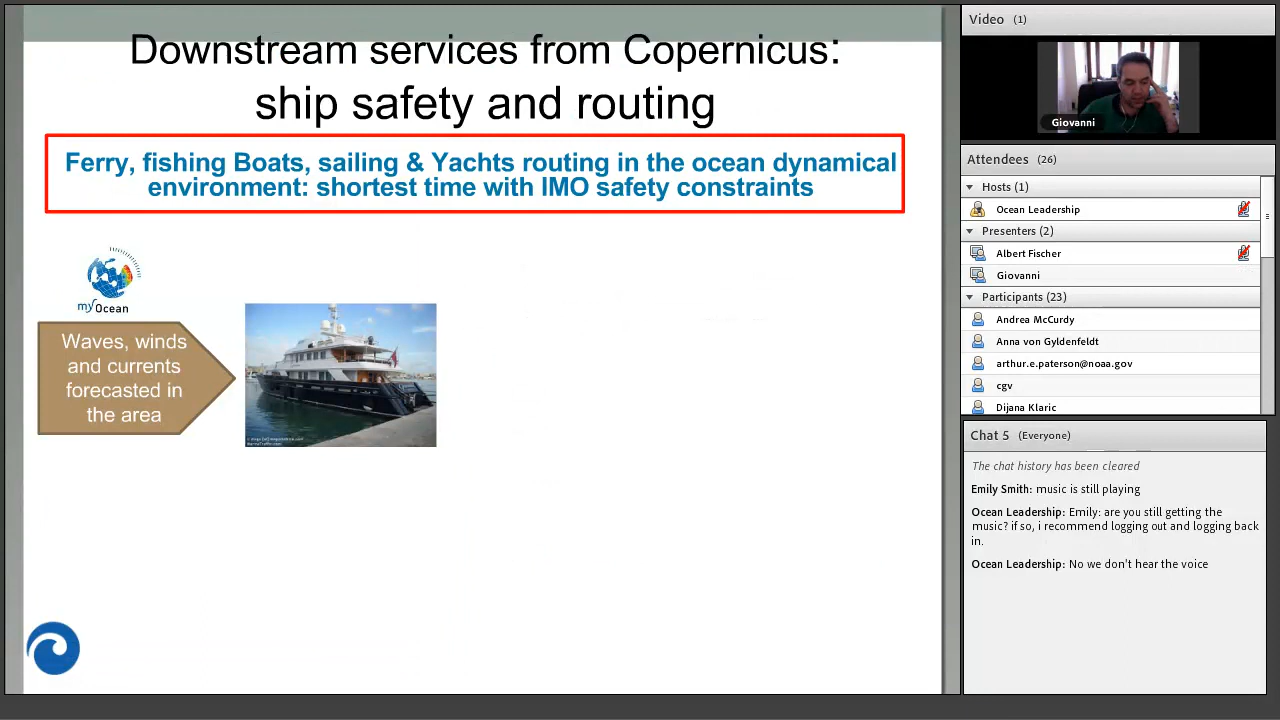 Downstream services from Copernicus:
ship safety and routing
Ferry, fishing Boats, sailing & Yachts routing in the ocean dynamical
environment: shortest time with IMO safety constraints
myOcean
Waves, winds
and currents
forecasted in
the area
Video (1)
Giovanni
Attendees (26)
Hosts (1)
Ocean Leadership
Presenters (2)
Albert Fischer
Giovanni
Participants (23)
Andrea McCurdy
Anna von Gyldenfeldt
arthur.e.paterson@noaa.gov
cgv
Dijana Klaric
Chat 5 (Everyone)
The chat history has been cleared
Emily Smith: music is still playing
Ocean Leadership: Emily: are you still getting the
music? if so, i recommend logging out and logging back
in.
Ocean Leadership: No we don't hear the voice